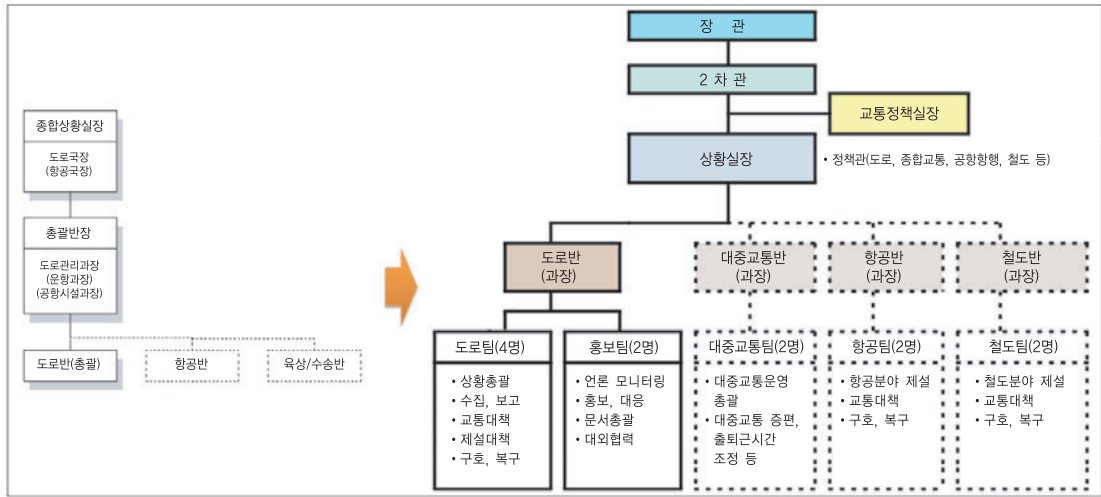 종합상황실장
도로국장
(항공국장)
총괄반장
도로관리과장
(운항과장)
(공항시설과장)
도로반(총괄)
항공반
육상/수송반
장 관
2 차 관
교통정책실장
상황실장
• 정책관(도로, 종합교통, 공항항행, 철도 등)
도로반
(과장)
대중교통반
(과장)
항공반
(과장)
철도반
(과장)
도로팀(4명)
• 상황총괄
• 수집, 보고
• 교통대책
• 제설대책
• 구호, 복구
홍보팀(2명)
• 언론 모니터링
• 홍보, 대응
• 문서총괄
• 대외협력
대중교통팀(2명)
• 대중교통운영
총괄
• 대중교통 증편,
출퇴근시간
조정 등
항공팀(2명)
• 항공분야 제설
• 교통대책
• 구호, 복구
철도팀(2명)
• 철도분야 제설
• 교통대책
• 구호, 복구